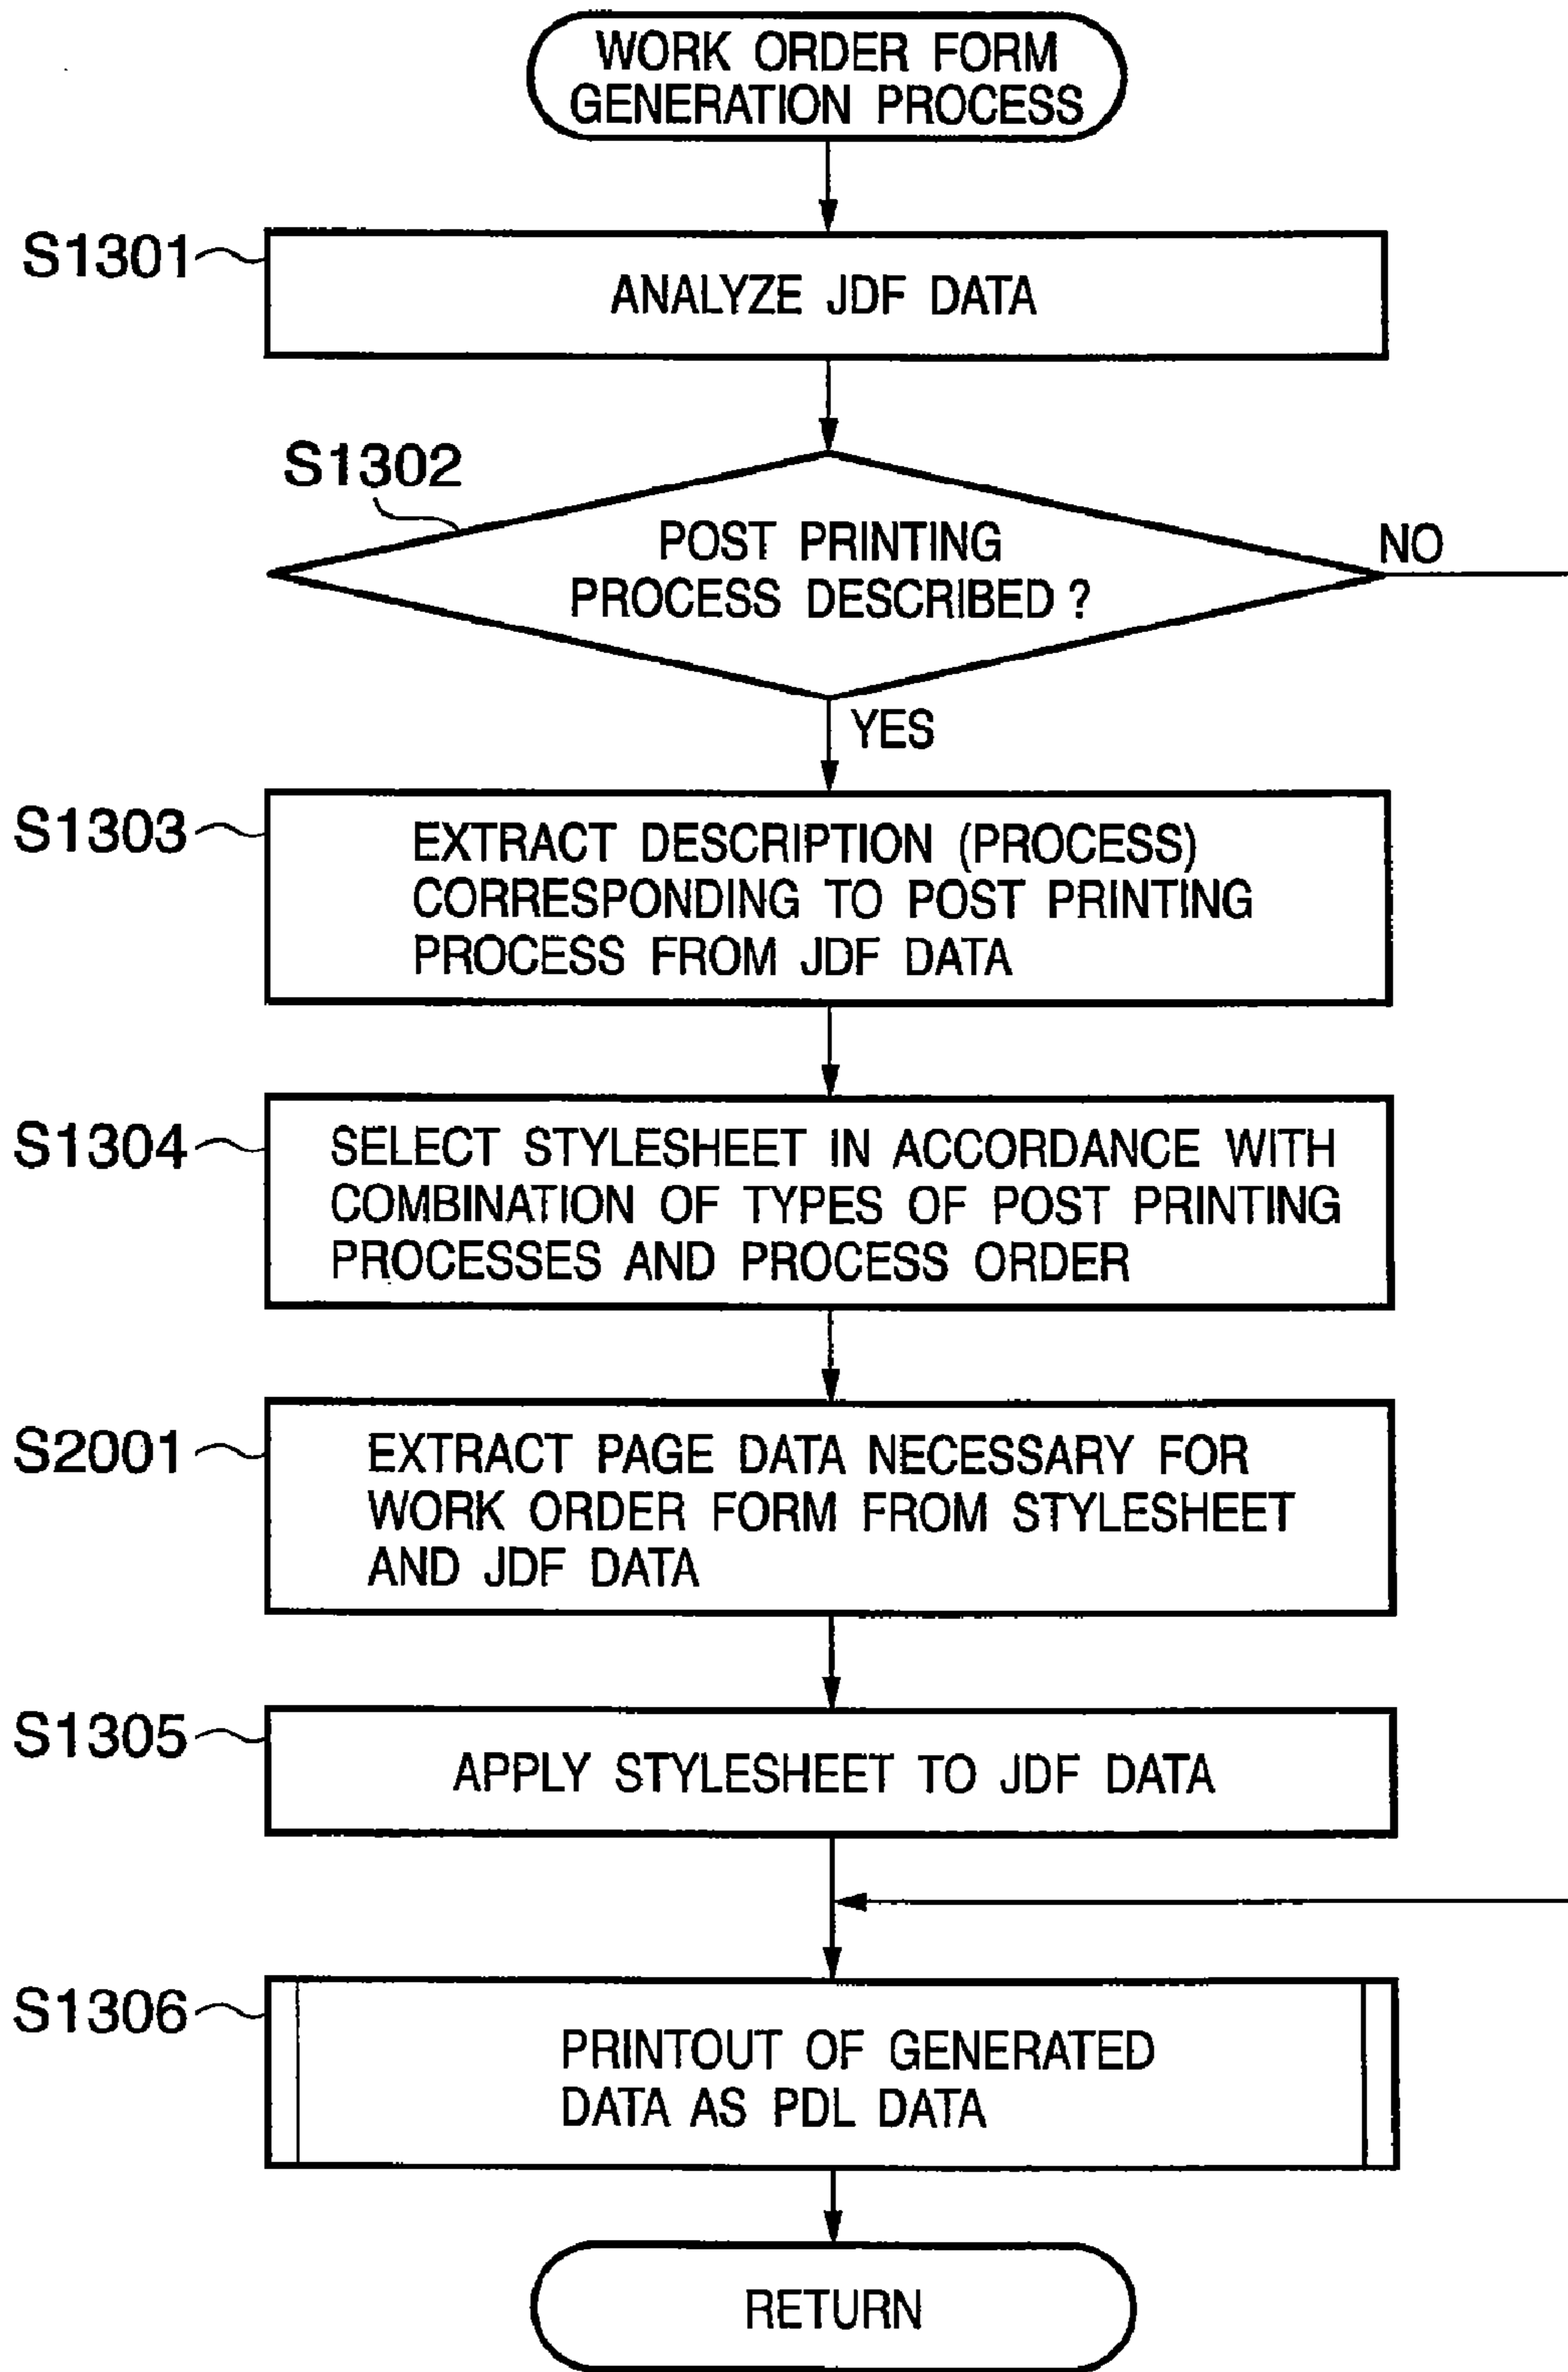 WORK ORDER FORM
GENERATION PROCESS
S1301
ANALYZE JDF DATA
S1302
POST PRINTING
PROCESS DESCRIBED ?
NO
YES
S1303
EXTRACT DESCRIPTION (PROCESS)
CORRESPONDING TO POST PRINTING
PROCESS FROM JDF DATA
S1304
SELECT STYLESHEET IN ACCORDANCE WITH
COMBINATION OF TYPES OF POST PRINTING
PROCESSES AND PROCESS ORDER
S2001
EXTRACT PAGE DATA NECESSARY FOR
WORK ORDER FORM FROM STYLESHEET
AND JDF DATA
S1305
APPLY STYLESHEET TO JDF DATA
S1306
PRINTOUT OF GENERATED
DATA AS PDL DATA
RETURN